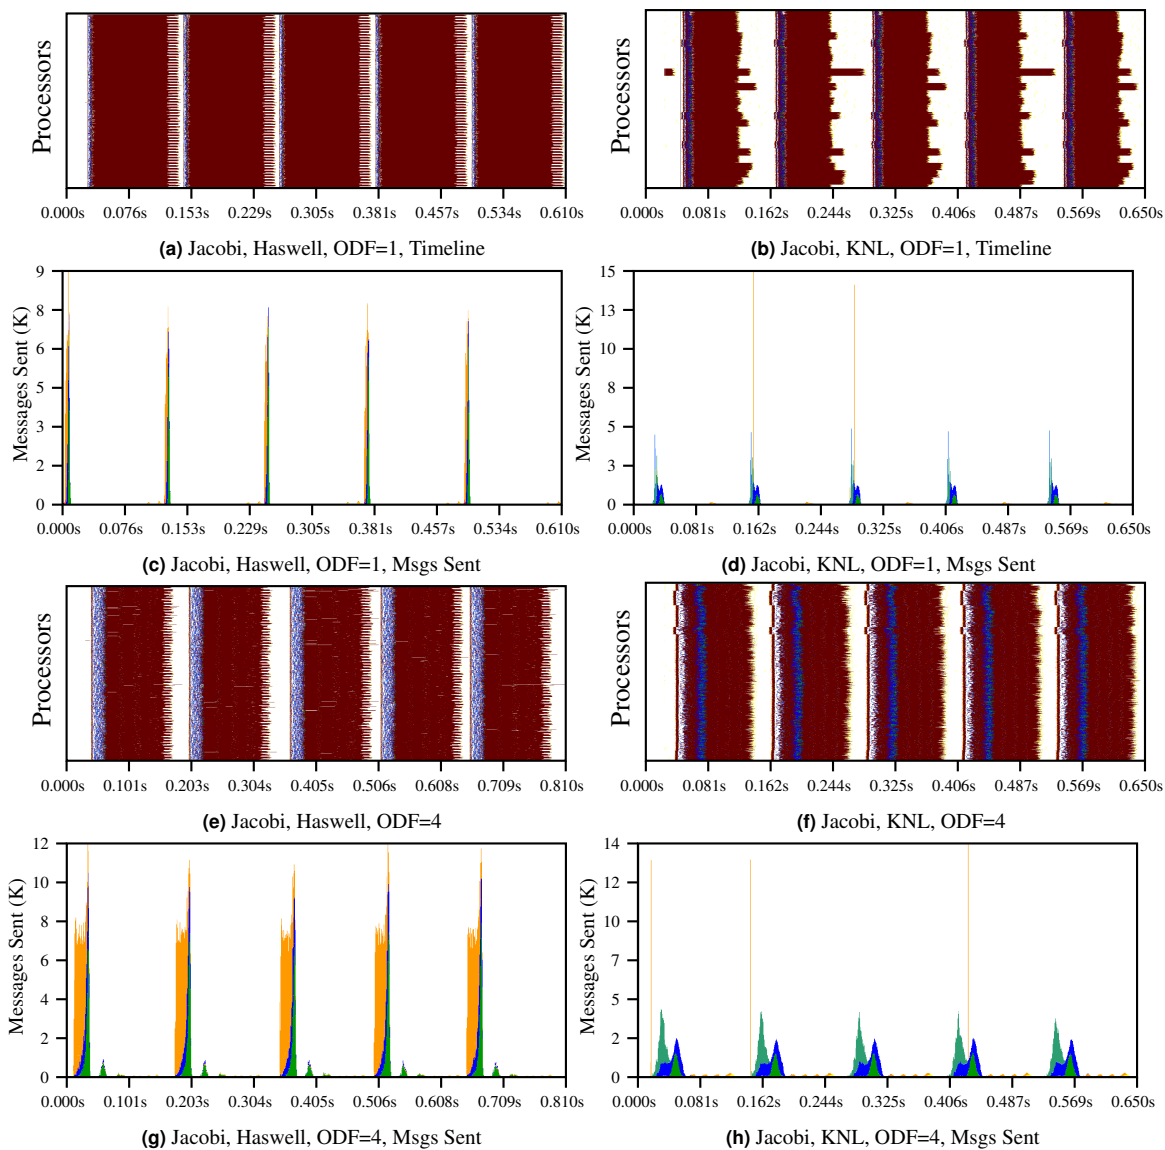 Processors
0.000s 0.076s 0.153s 0.229s 0.305s 0.381s 0.457s 0.534s 0.610s
(a) Jacobi, Haswell, ODF=1, Timeline
Processors
0.000s 0.081s 0.162s 0.244s 0.325s 0.406s 0.487s 0.569s 0.650s
(b) Jacobi, KNL, ODF=1, Timeline
Messages Sent (K)
9
8
6
5
3
2
0
0.000s 0.076s 0.153s 0.229s 0.305s 0.381s 0.457s 0.534s 0.610s
(c) Jacobi, Haswell, ODF=1, Msgs Sent
Messages Sent (K)
15
13
10
8
5
3
0
0.000s 0.081s 0.162s 0.244s 0.325s 0.406s 0.487s 0.569s 0.650s
(d) Jacobi, KNL, ODF=1, Msgs Sent
Processors
0.000s 0.101s 0.203s 0.304s 0.405s 0.506s 0.608s 0.709s 0.810s
(e) Jacobi, Haswell, ODF=4
Processors
0.000s 0.081s 0.162s 0.244s 0.325s 0.406s 0.487s 0.569s 0.650s
(f) Jacobi, KNL, ODF=4
Messages Sent (K)
12
10
8
6
4
2
0
0.000s 0.101s 0.203s 0.304s 0.405s 0.506s 0.608s 0.709s 0.810s
(g) Jacobi, Haswell, ODF=4, Msgs Sent
Messages Sent (K)
14
12
9
7
5
2
0
0.000s 0.081s 0.162s 0.244s 0.325s 0.406s 0.487s 0.569s 0.650s
(h) Jacobi, KNL, ODF=4, Msgs Sent